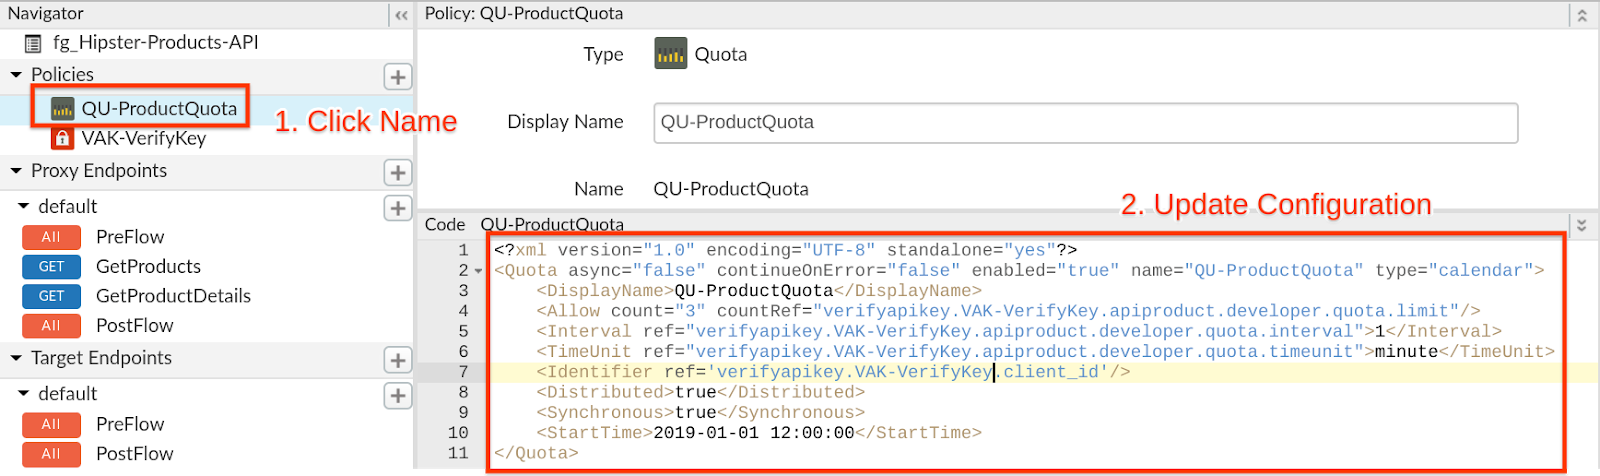 Navigator
fg_Hipster-Products-API
Policies
QU-ProductQuota
1. Click Name
VAK-VerifyKey
Proxy Endpoints
default
All PreFlow
GET GetProducts
GET GetProductDetails
All PostFlow
Target Endpoints
default
All PreFlow
All PostFlow
Policy: QU-ProductQuota
Type Quota
Display Name QU-ProductQuota
Name QU-ProductQuota
2. Update Configuration
Code QU-ProductQuota
1 <?xml version="1.0" encoding="UTF-8" standalone="yes"?>
2 <Quota async="false" continueOnError="false" enabled="true" name="QU-ProductQuota" type="calendar">
3 <DisplayName>QU-ProductQuota</DisplayName>
4 <Allow count="3" countRef="verifyapikey.VAK-VerifyKey.apiproduct.developer.quota.limit"/>
5 <Interval ref="verifyapikey.VAK-VerifyKey.apiproduct.developer.quota.interval">1</Interval>
6 <TimeUnit ref="verifyapikey.VAK-VerifyKey.apiproduct.developer.quota.timeunit">minute</TimeUnit>
7 <Identifier ref='verifyapikey.VAK-VerifyKey.client_id'/>
8 <Distributed>true</Distributed>
9 <Synchronous>true</Synchronous>
10 <StartTime>2019-01-01 12:00:00</StartTime>
11 </Quota>